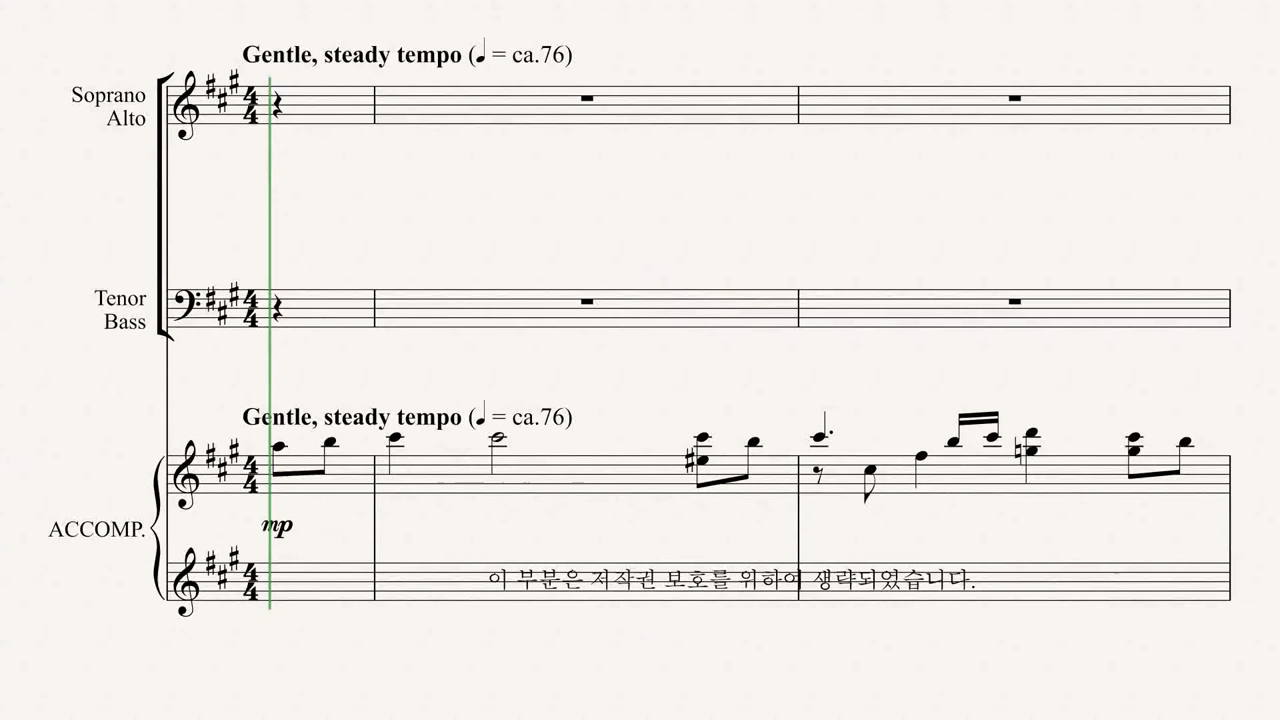 Gentle, steady tempo (♩ = ca.76)
Soprano
Alto
Tenor
Bass
Gentle, steady tempo (♩ = ca.76)
mp
ACCOMP.
이 부분은 저작권 보호를 위하여 생략되었습니다.